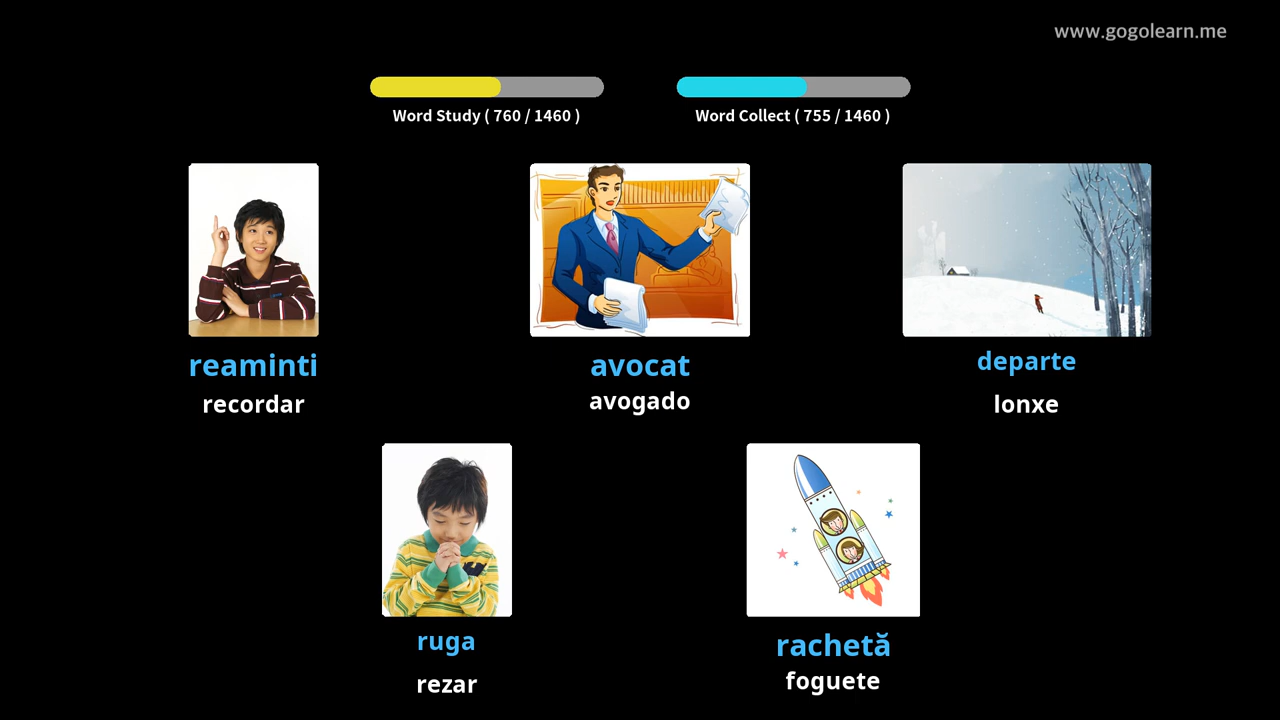 www.gogolearn.me
Word Study ( 760 / 1460 )
Word Collect ( 755 / 1460 )
reaminti
recordar
avocat
avogado
departe
lonxe
ruga
rezar
rachetă
foguete